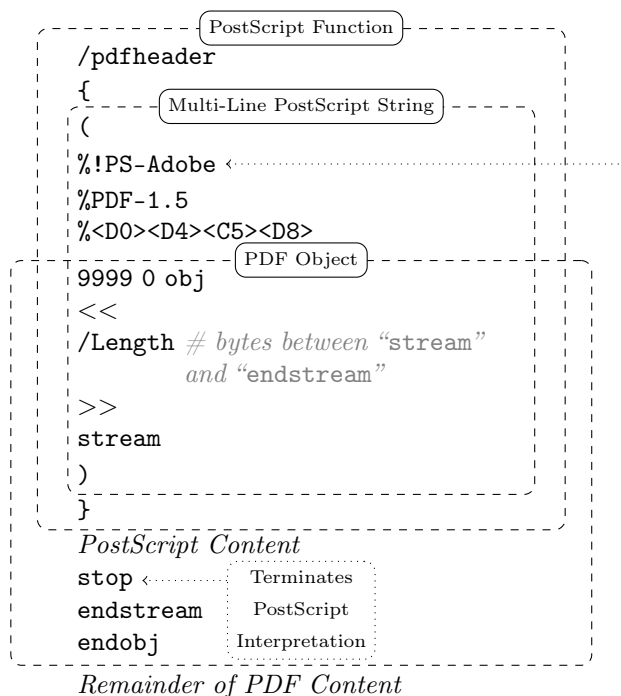 PostScript Function
/pdfheader
{
Multi-Line PostScript String
(
%!PS-Adobe
%PDF-1.5
%<D0><D4><C5><D8>
PDF Object
9999 0 obj
<<
/Length # bytes between “stream”
and “endstream”
>>
stream
)
}
PostScript Content
stop Terminates
endstream PostScript
endobj Interpretation
Remainder of PDF Content